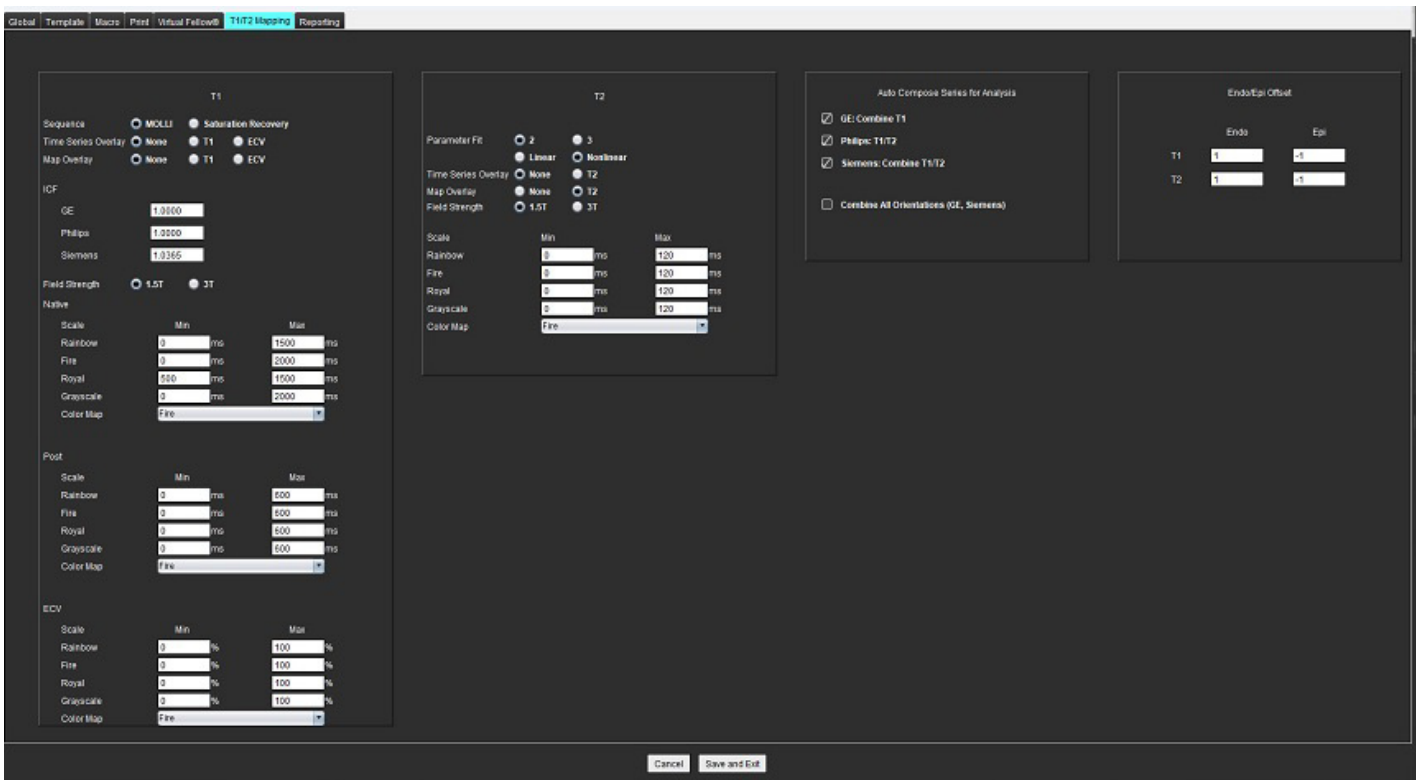 Global Template Macro Print Virtual Fellow® T1/T2 Mapping Reporting
T1
Sequence MOLLI Saturation Recovery
Time Series Overlay None T1 ECV
Map Overlay None T1 ECV
ICF
GE 1.0000
Philips 1.0000
Siemens 1.0365
Field Strength 1.5T 3T
Native
Scale Min Max
Rainbow 0 ms 1500 ms
Fire 0 ms 2000 ms
Royal 500 ms 1500 ms
Grayscale 0 ms 2000 ms
Color Map Fire
Post
Scale Min Max
Rainbow 0 ms 600 ms
Fire 0 ms 600 ms
Royal 0 ms 600 ms
Grayscale 0 ms 600 ms
Color Map Fire
ECV
Scale Min Max
Rainbow 0 % 100 %
Fire 0 % 100 %
Royal 0 % 100 %
Grayscale 0 % 100 %
Color Map Fire
T2
Parameter Fit 2 3
Linear Nonlinear
Time Series Overlay None T2
Map Overlay None T2
Field Strength 1.5T 3T
Scale Min Max
Rainbow 0 ms 120 ms
Fire 0 ms 120 ms
Royal 0 ms 120 ms
Grayscale 0 ms 120 ms
Color Map Fire
Auto Compose Series for Analysis
GE: Combine T1
Philips: T1/T2
Siemens: Combine T1/T2
Combine All Orientations (GE, Siemens)
Endo/Epi Offset
Endo Epi
T1 1 -1
T2 1 -1
Cancel Save and Exit